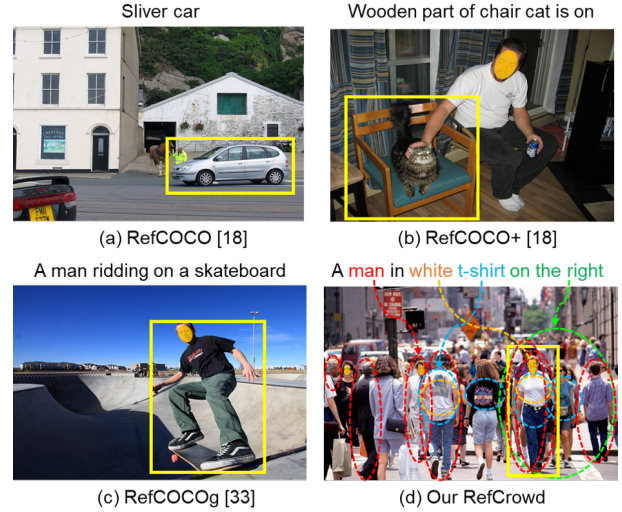 Sliver car
Wooden part of chair cat is on
(a) RefCOCO [18]
(b) RefCOCO+ [18]
A man ridding on a skateboard
A man in white t-shirt on the right
(c) RefCOCOg [33]
(d) Our RefCrowd